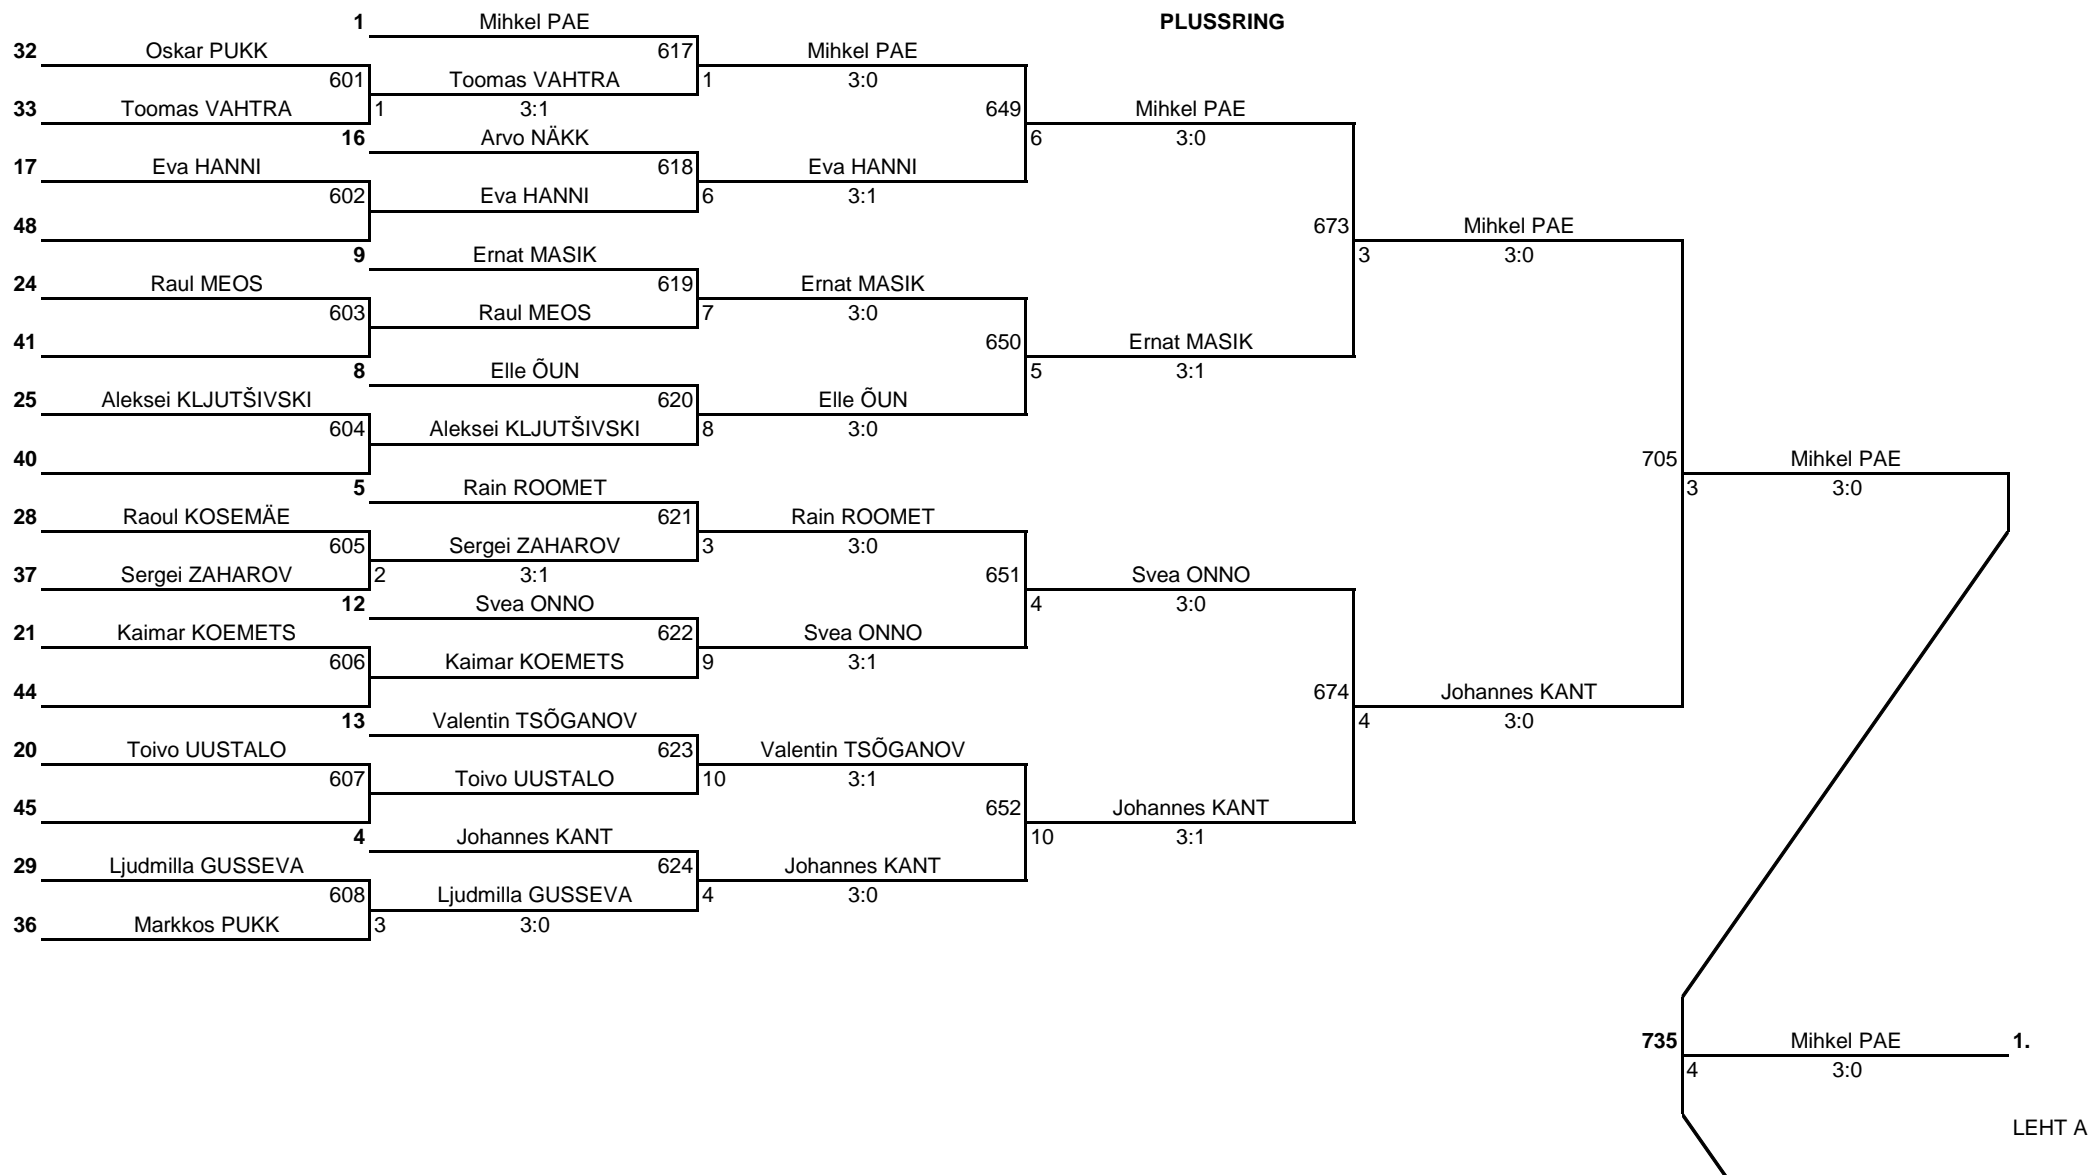 1 Mihkel PAE PLUSSRING
32 Oskar PUKK 617 Mihkel PAE
601 Toomas VAHTRA 1 3:0
33 Toomas VAHTRA 1 3:1 649 Mihkel PAE
16 Arvo NÄKK 6 3:0
17 Eva HANNI 618 Eva HANNI
602 Eva HANNI 6 3:1
48 673 Mihkel PAE
9 Ernat MASIK 3 3:0
24 Raul MEOS 619 Ernat MASIK
603 Raul MEOS 7 3:0
41 650 Ernat MASIK
8 Elle ÕUN 5 3:1
25 Aleksei KLJUTŠIVSKI 620 Elle ÕUN
604 Aleksei KLJUTŠIVSKI 8 3:0
40 705 Mihkel PAE
5 Rain ROOMET 3 3:0
28 Raoul KOSEMÄE 621 Rain ROOMET
605 Sergei ZAHAROV 3 3:0
37 Sergei ZAHAROV 2 3:1 651 Svea ONNO
12 Svea ONNO 4 3:0
21 Kaimar KOEMETS 622 Svea ONNO
606 Kaimar KOEMETS 9 3:1
44 674 Johannes KANT
13 Valentin TSÕGANOV 4 3:0
20 Toivo UUSTALO 623 Valentin TSÕGANOV
607 Toivo UUSTALO 10 3:1
45 652 Johannes KANT
4 Johannes KANT 10 3:1
29 Ljudmilla GUSSEVA 624 Johannes KANT
608 Ljudmilla GUSSEVA 4 3:0
36 Markkos PUKK 3 3:0
735 Mihkel PAE 1.
4 3:0
LEHT A